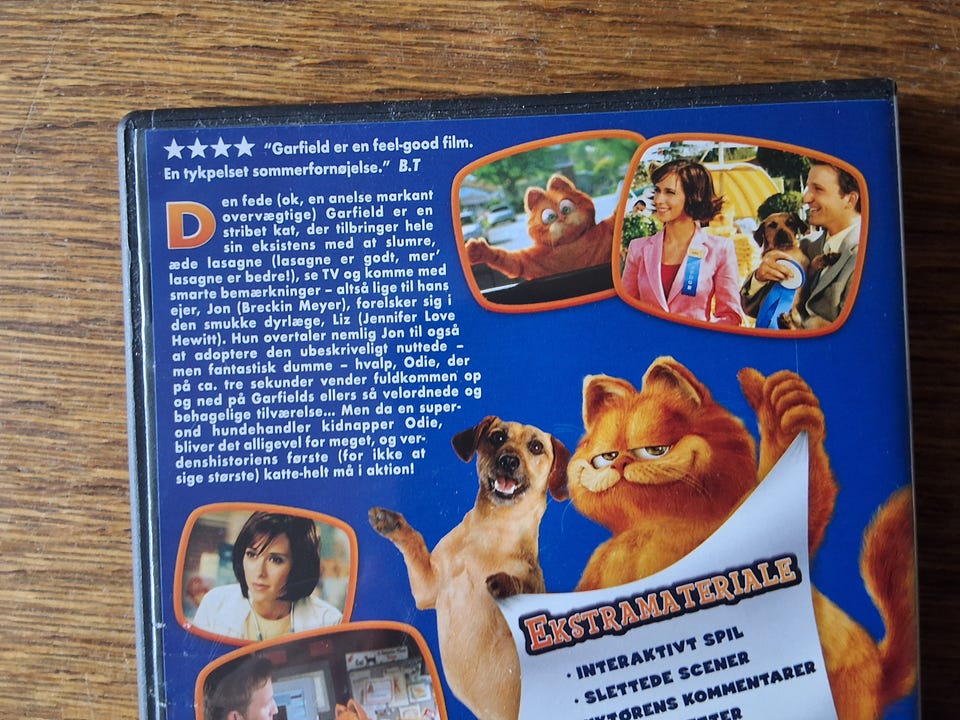 ★★★★ "Garfield er en feel-good film.
En tykpelset sommerfornøjelse." B.T
Den fede (ok, en anelse markant
overvægtige) Garfield er en
stribet kat, der tilbringer hele
sin eksistens med at slumre,
æde lasagne (lasagne er godt, mer'
lasagne er bedre!), se TV og komme med
smarte bemærkninger – altså lige til hans
ejer, Jon (Breckin Meyer), forelsker sig i
den smukke dyrlæge, Liz (Jennifer Love
Hewitt). Hun overtaler nemlig Jon til også
at adoptere den ubeskriveligt nuttede –
men fantastisk dumme – hvalp, Odie, der
på ca. tre sekunder vender fuldkommen op
og ned på Garfields ellers så velordnede og
behagelige tilværelse... Men da en super-
ond hundehandler kidnapper Odie,
bliver det alligevel for meget, og ver-
denshistoriens første (for ikke at
sige største) katte-helt må i aktion!
EKSTRAMATERIALE
· INTERAKTIVT SPIL
· SLETTEDE SCENER
KOMMENTARER